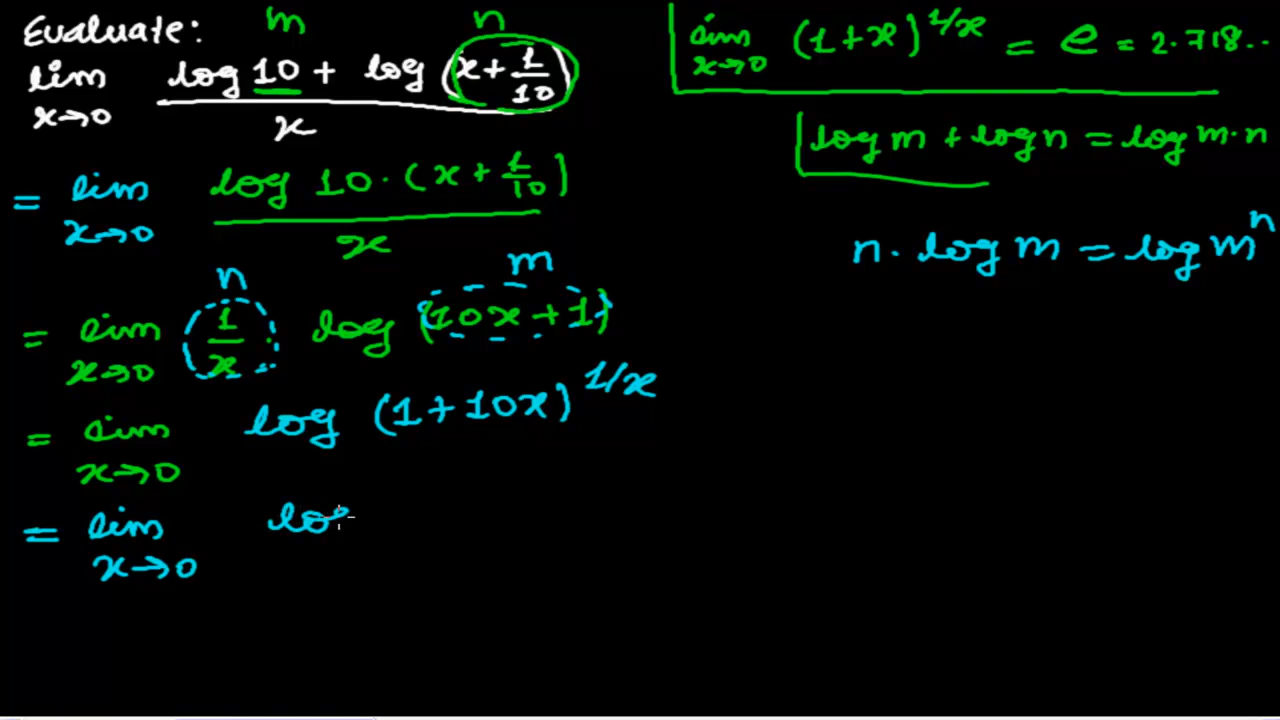 Evaluate: m n
lim x→0 (log 10 + log (x + 1/10)) / x
= lim x→0 (log 10·(x + 1/10)) / x
n m
= lim x→0 1/x · log (10x + 1)
= lim x→0 log (1 + 10x)^1/x
= lim x→0 lo
lim x→0 (1+x)^1/x = e = 2.718..
log m + log n = log m·n
n· log m = log m^n